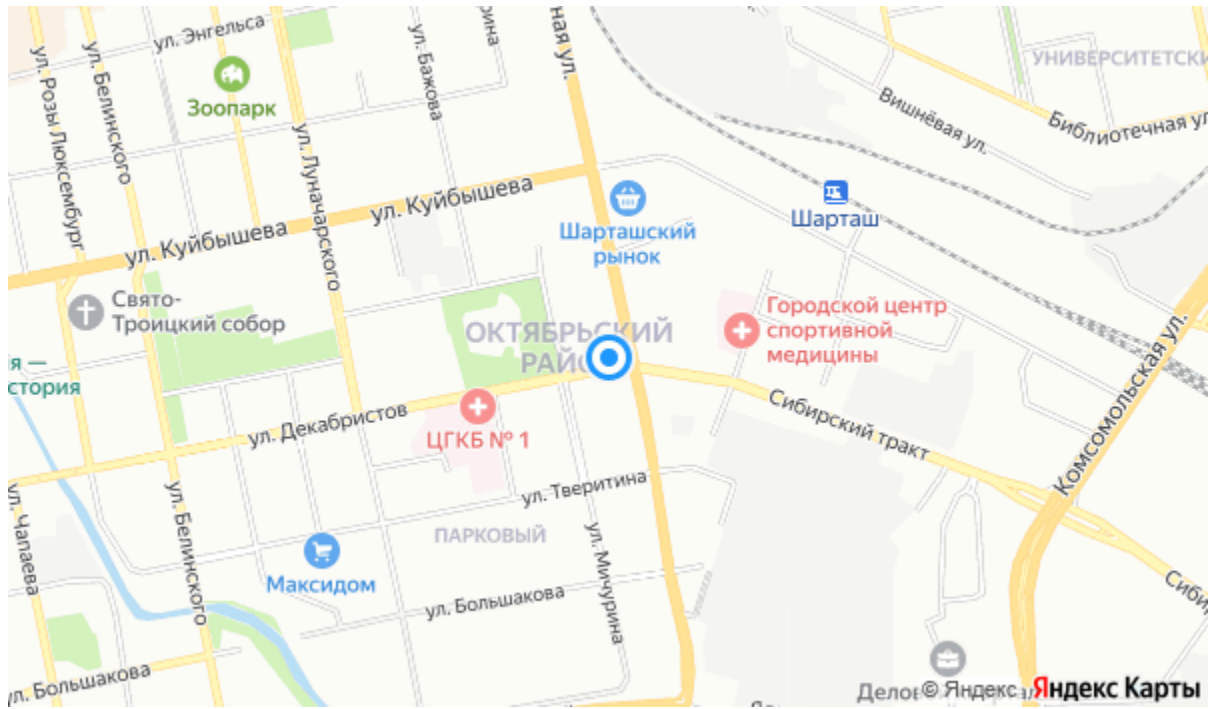 ул. Энгельса
ул. Розы Люксембург
ул. Белинского
Зоопарк
ул. Луначарского
ул. Бажова
рина
ная ул.
УНИВЕРСИТЕТСКИ
Вишнёвая ул.
Библиотечная ул
ул. Куйбышева
ул. Куйбышева
Шарташский
рынок
Шарташ
Свято-
Троицкий собор
ОКТЯБРЬСКИЙ
РАЙО
Городской центр
спортивной
медицины
я —
стория
ул. Декабристов
ЦГКБ № 1
Сибирский тракт
Комсомольская ул.
ул. Чапаева
ул. Белинского
ул. Тверитина
ПАРКОВЫЙ
ул. Мичурина
Максидом
ул. Большакова
Сибир
ул. Большакова
Делов
© Яндекс
Яндекс Карты